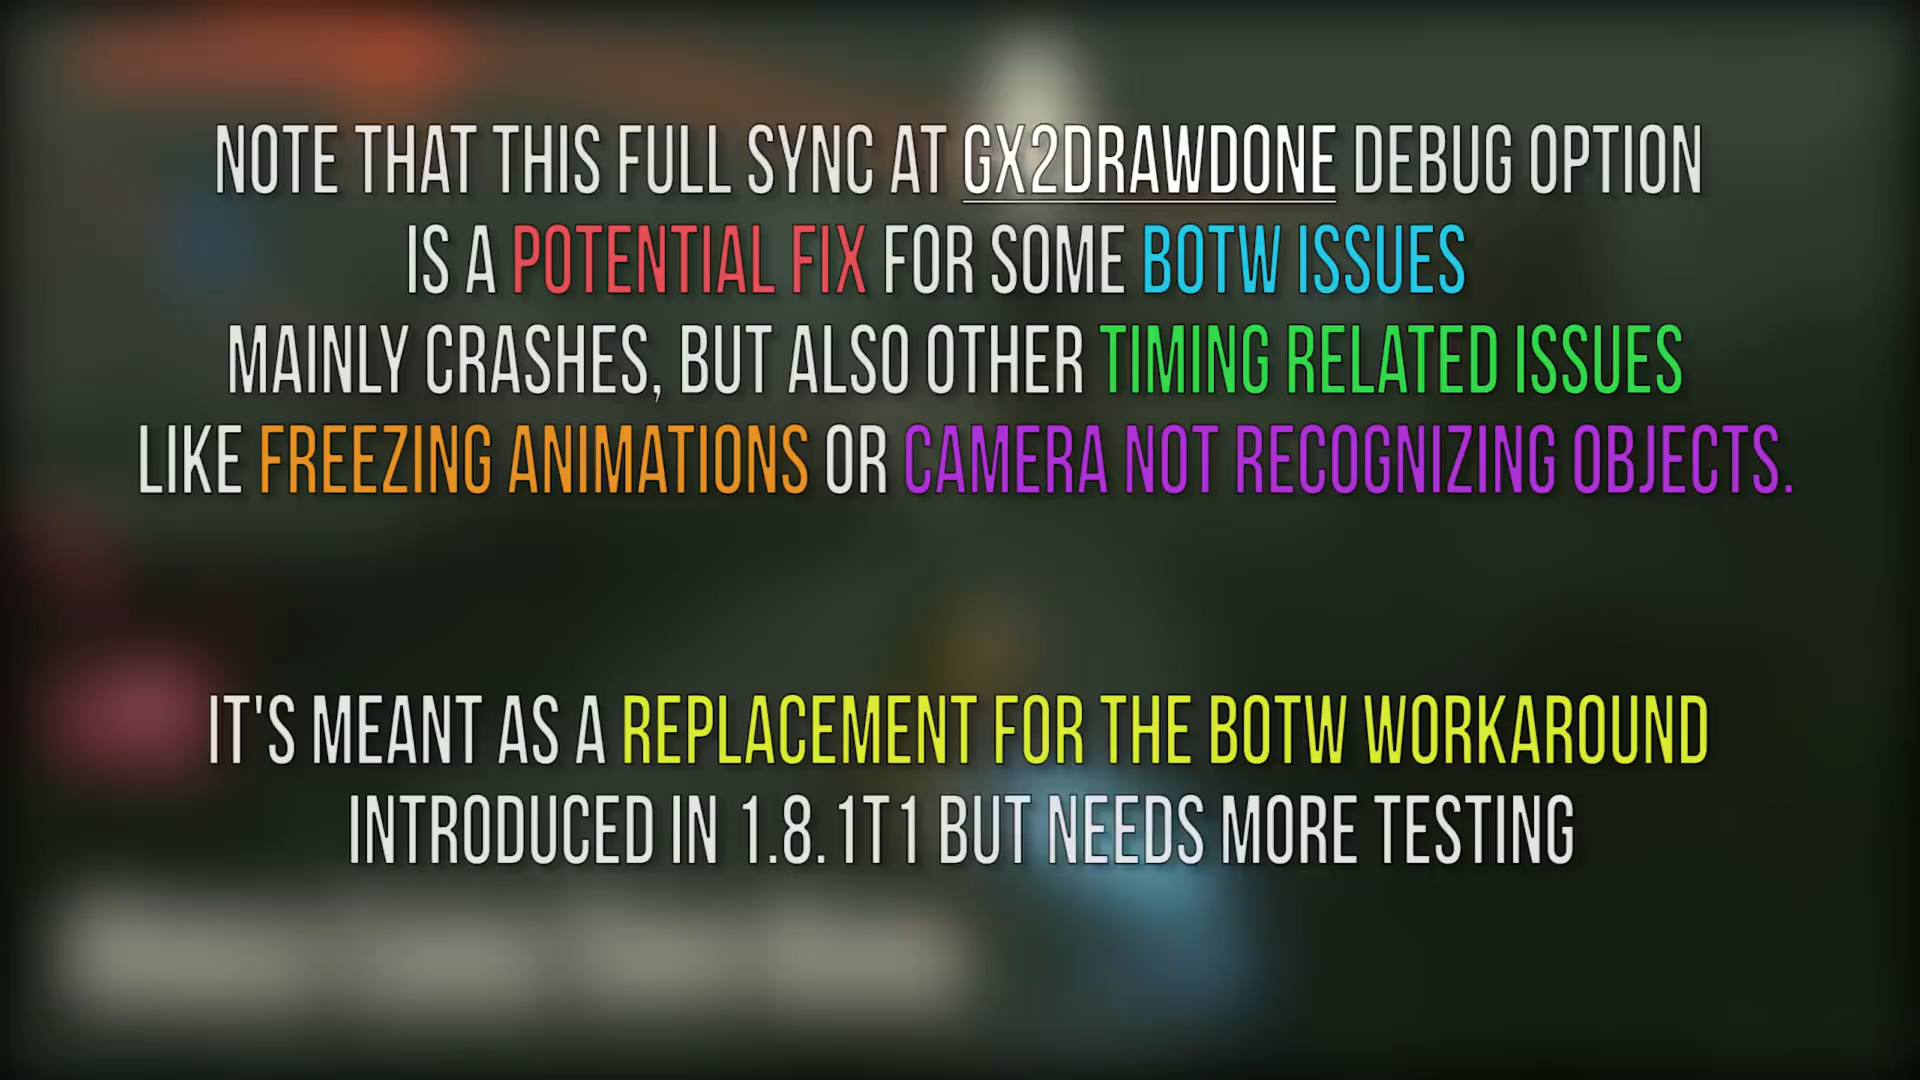 NOTE THAT THIS FULL SYNC AT GX2DRAWDONE DEBUG OPTION
IS A POTENTIAL FIX FOR SOME BOTW ISSUES
MAINLY CRASHES, BUT ALSO OTHER TIMING RELATED ISSUES
LIKE FREEZING ANIMATIONS OR CAMERA NOT RECOGNIZING OBJECTS.
IT'S MEANT AS A REPLACEMENT FOR THE BOTW WORKAROUND
INTRODUCED IN 1.8.1T1 BUT NEEDS MORE TESTING